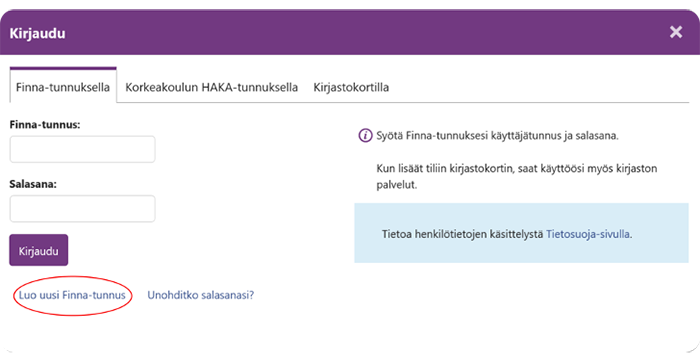 Kirjaudu
Finna-tunnuksella
Korkeakoulun HAKA-tunnuksella
Kirjastokortilla
Finna-tunnus:
Salasana:
Kirjaudu
Luo uusi Finna-tunnus
Unohditko salasanasi?
Syötä Finna-tunnuksesi käyttäjätunnus ja salasana.
Kun lisäät tiliin kirjastokortin, saat käyttöösi myös kirjaston
palvelut.
Tietoa henkilötietojen käsittelystä Tietosuoja-sivulla.